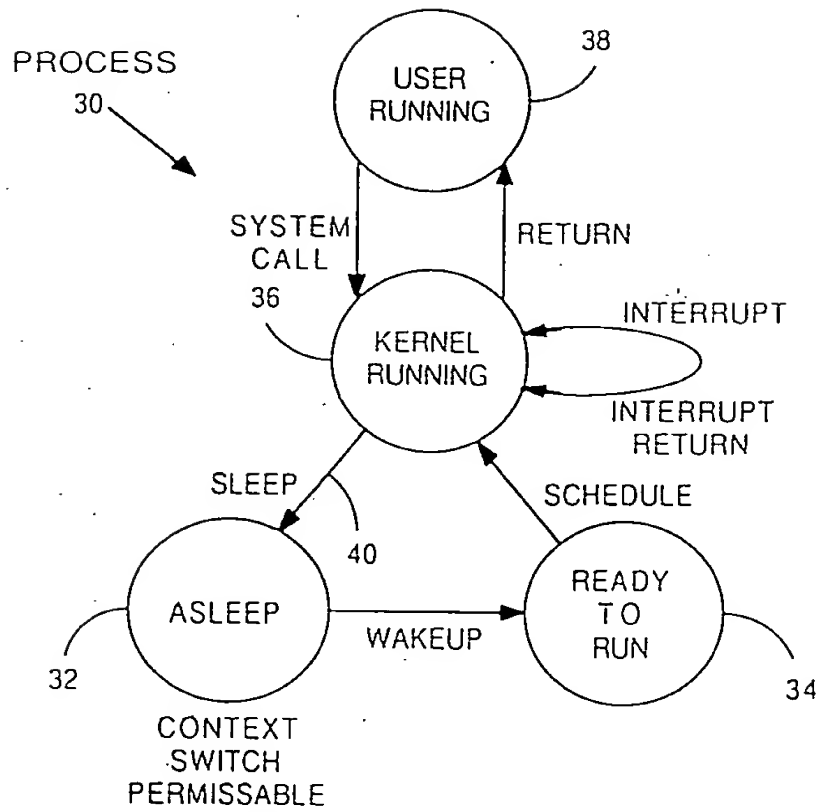 PROCESS
30
USER
RUNNING
38
SYSTEM
CALL
RETURN
36
KERNEL
RUNNING
INTERRUPT
INTERRUPT
RETURN
SLEEP
40
SCHEDULE
ASLEEP
WAKEUP
READY
TO
RUN
32
34
CONTEXT
SWITCH
PERMISSABLE